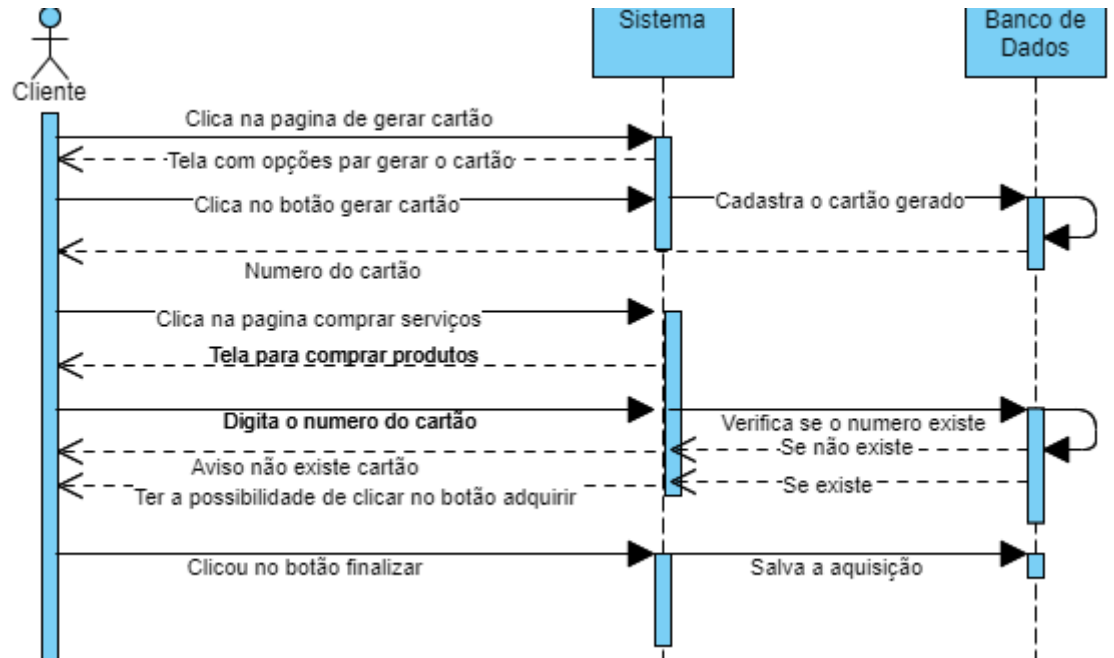 Sistema
Banco de
Dados
Cliente
Clica na pagina de gerar cartão
Tela com opções par gerar o cartão
Clica no botão gerar cartão
Cadastra o cartão gerado
Numero do cartão
Clica na pagina comprar serviços
Tela para comprar produtos
Digita o numero do cartão
Verifica se o numero existe
Se não existe
Aviso não existe cartão
Se existe
Ter a possibilidade de clicar no botão adquirir
Clicou no botão finalizar
Salva a aquisição